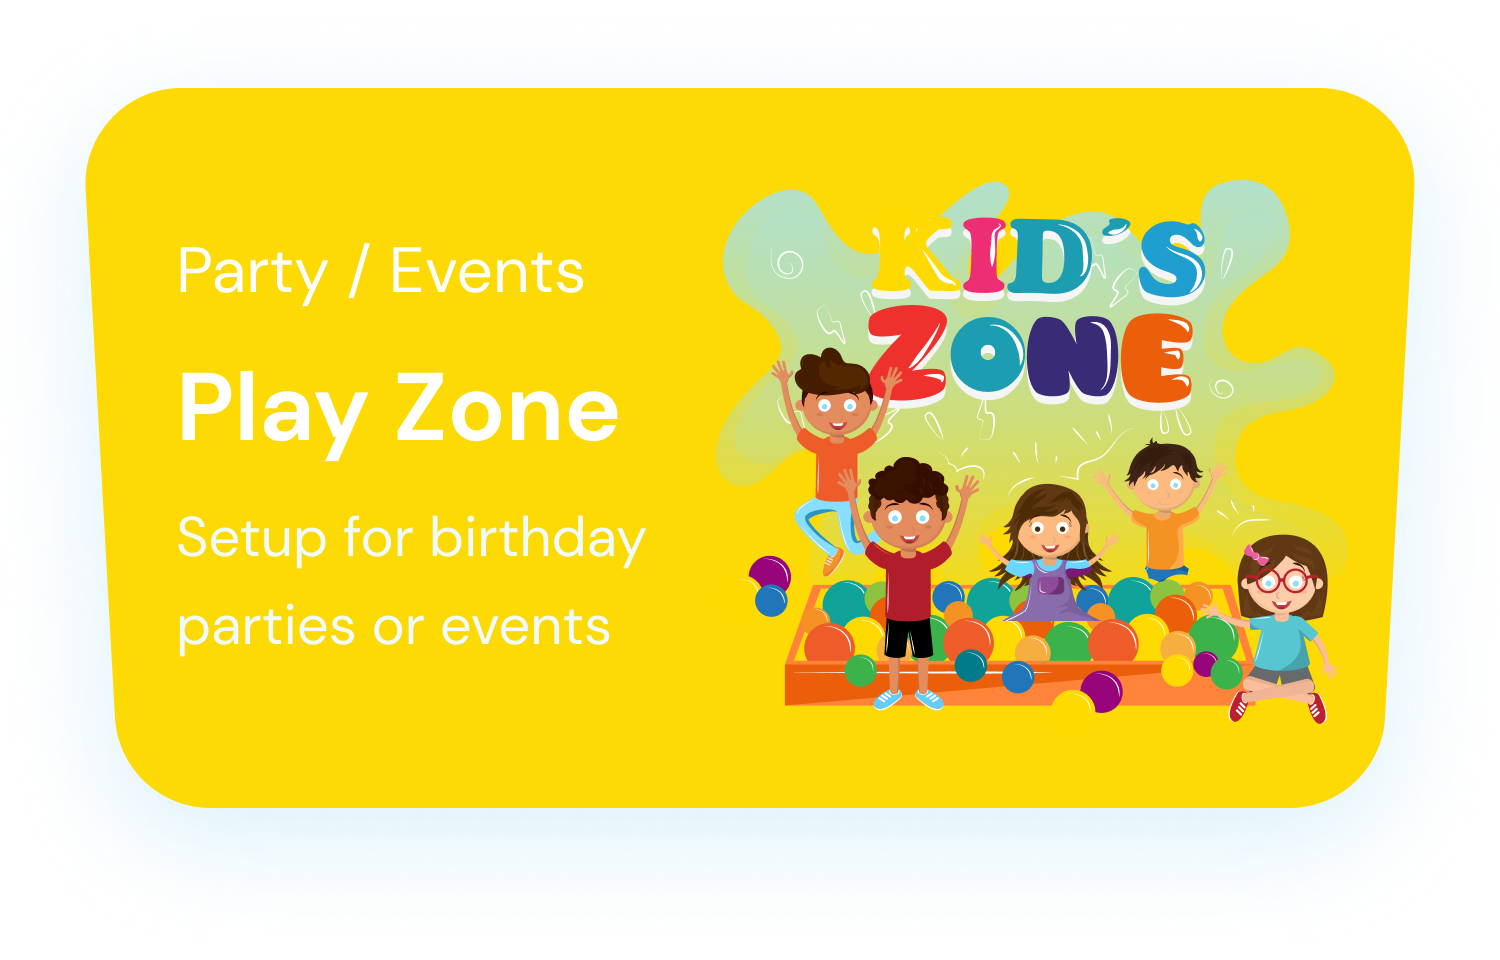 Party / Events
Play Zone
Setup for birthday
parties or events
KID'S
ZONE